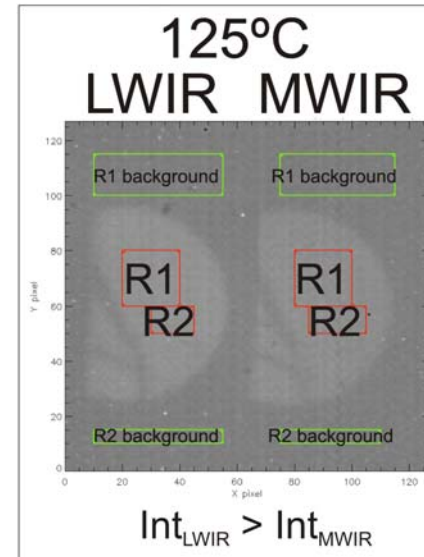 125ºC
LWIR MWIR
120
R1 background R1 background
100
80
R1 R1
60
R2 R2
40
20
R2 background R2 background
0
0 20 40 60 80 100 120
Y pixel
X pixel
Int_LWIR > Int_MWIR